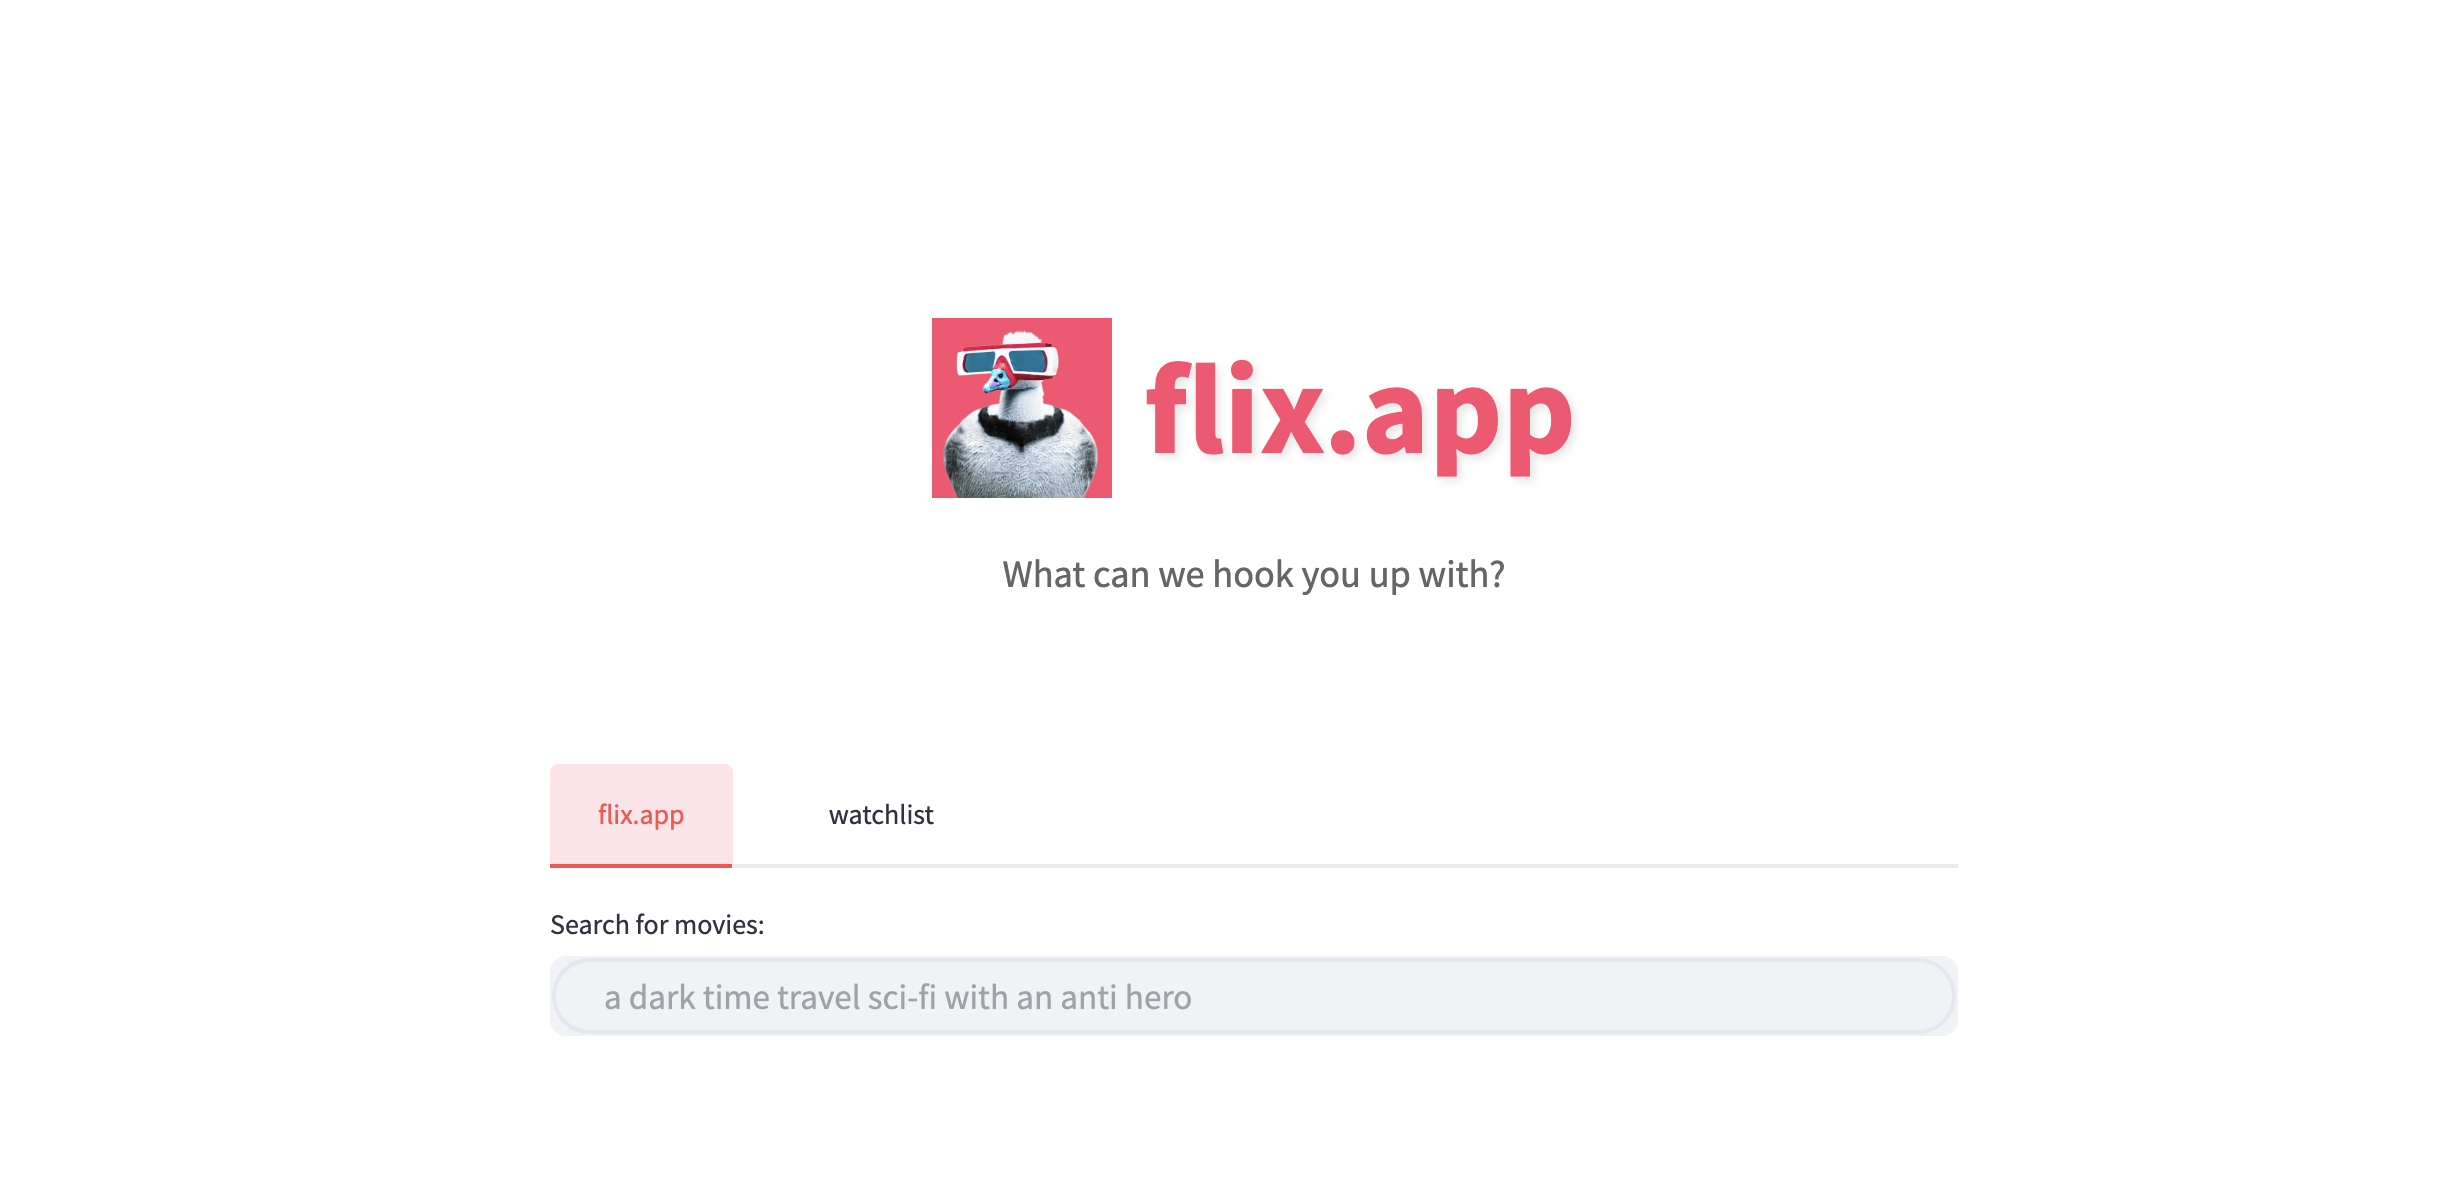 flix.app
What can we hook you up with?
flix.app
watchlist
Search for movies:
a dark time travel sci-fi with an anti hero